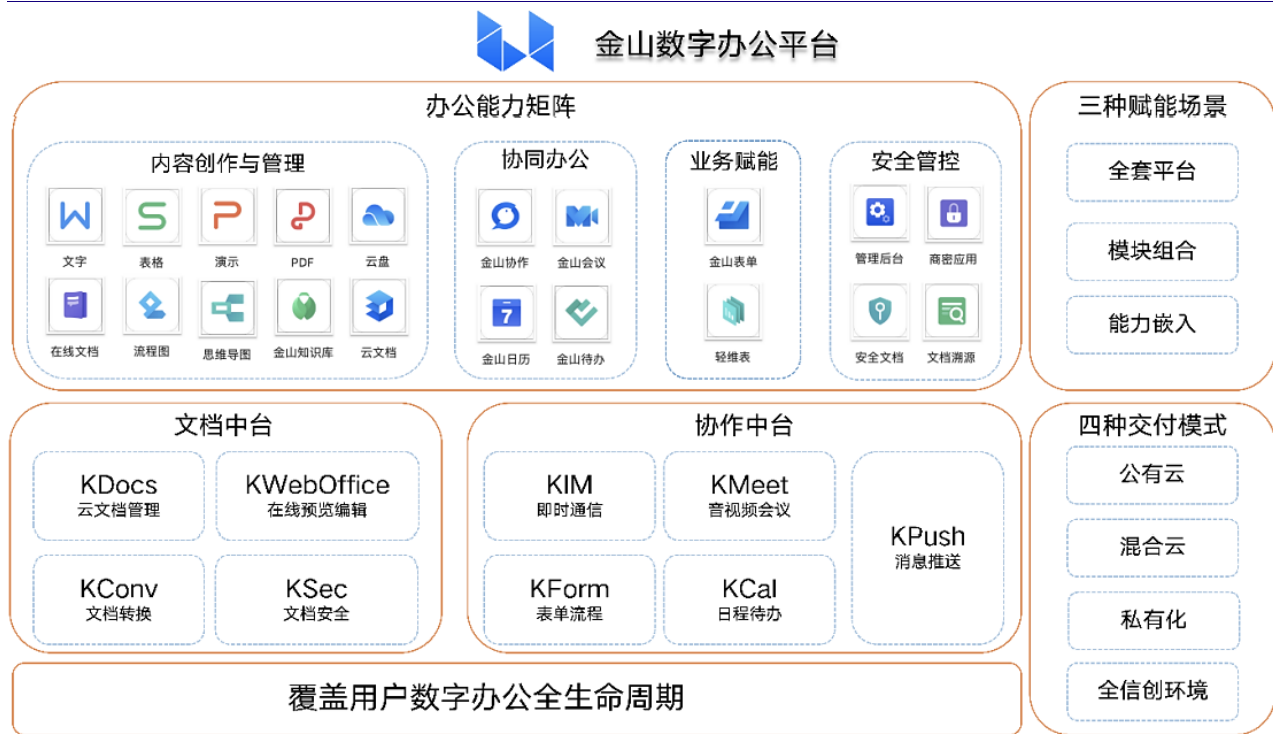 金山数字办公平台
办公能力矩阵
内容创作与管理
文字 表格 演示 PDF 云盘
在线文档 流程图 思维导图 金山知识库 云文档
协同办公
金山协作 金山会议
7
金山日历 金山待办
业务赋能
金山表单
轻维表
安全管控
管理后台 商密应用
安全文档 文档溯源
三种赋能场景
全套平台
模块组合
能力嵌入
文档中台
KDocs
云文档管理
KWebOffice
在线预览编辑
KConv
文档转换
KSec
文档安全
协作中台
KIM
即时通信
KMeet
音视频会议
KForm
表单流程
KCal
日程待办
KPush
消息推送
四种交付模式
公有云
混合云
私有化
全信创环境
覆盖用户数字办公全生命周期